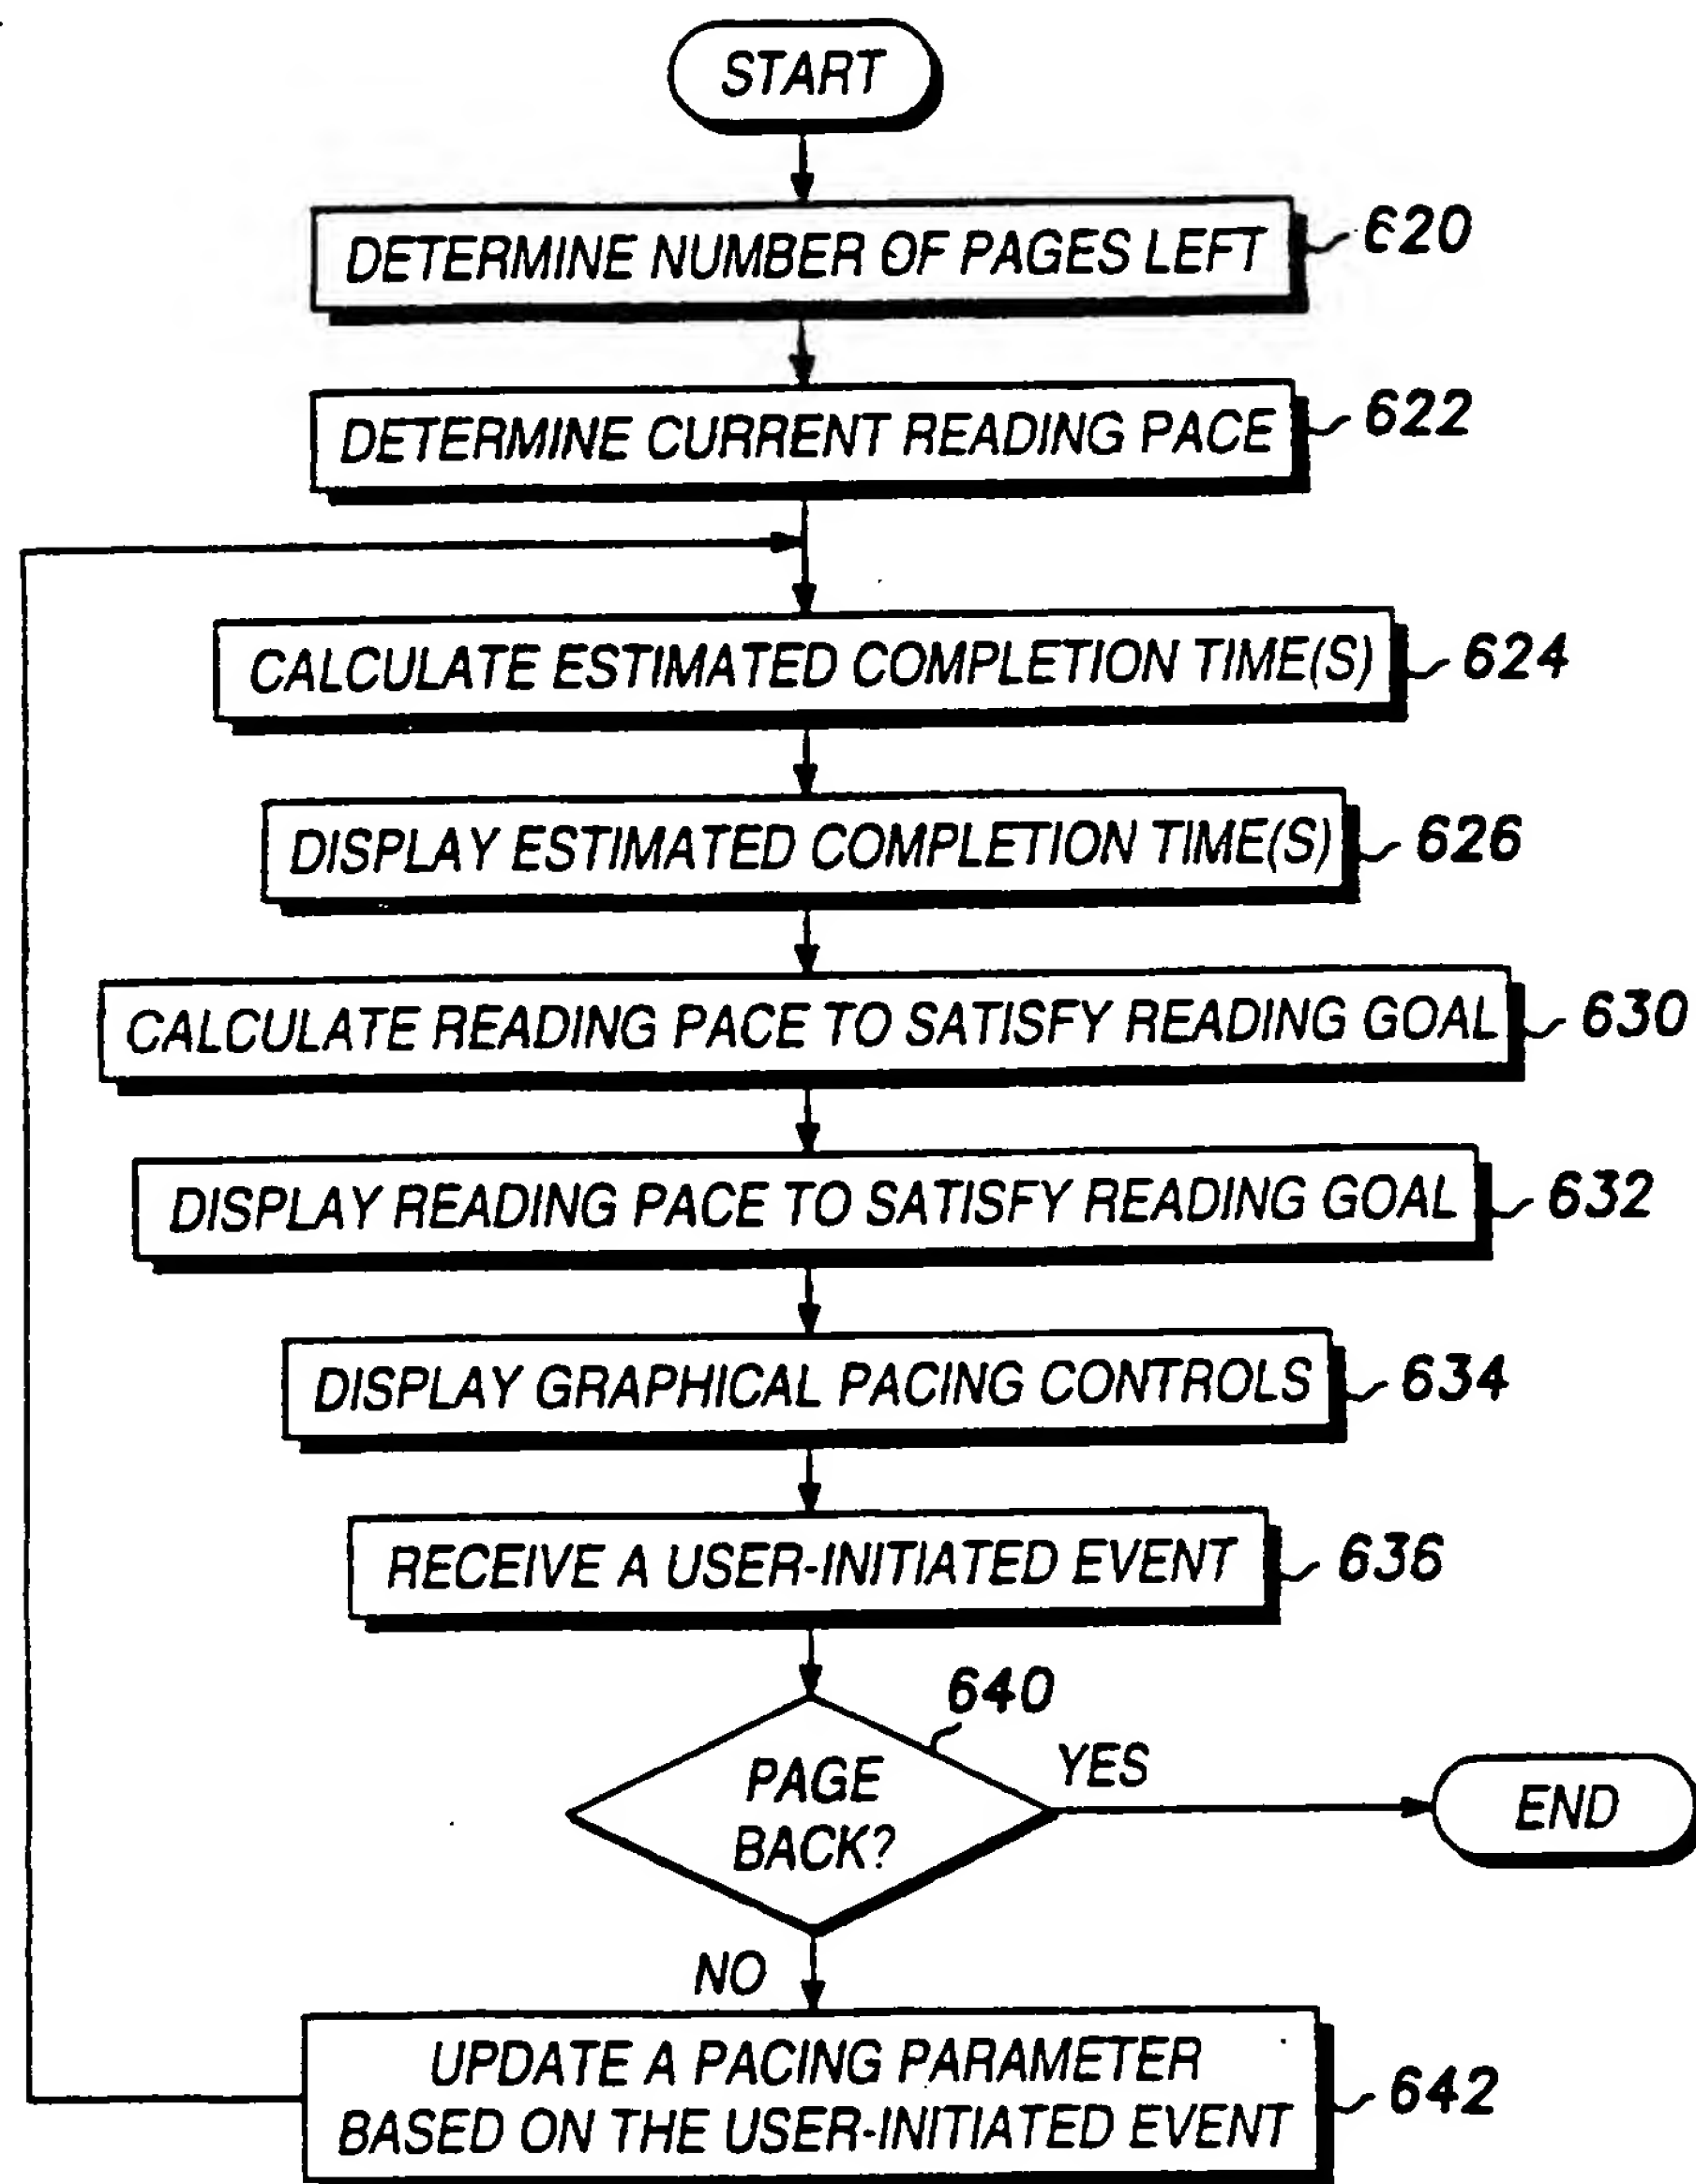 START
DETERMINE NUMBER OF PAGES LEFT
620
DETERMINE CURRENT READING PACE
622
CALCULATE ESTIMATED COMPLETION TIME(S)
624
DISPLAY ESTIMATED COMPLETION TIME(S)
626
CALCULATE READING PACE TO SATISFY READING GOAL
630
DISPLAY READING PACE TO SATISFY READING GOAL
632
DISPLAY GRAPHICAL PACING CONTROLS
634
RECEIVE A USER-INITIATED EVENT
636
640
PAGE
BACK?
YES
END
NO
UPDATE A PACING PARAMETER
BASED ON THE USER-INITIATED EVENT
642